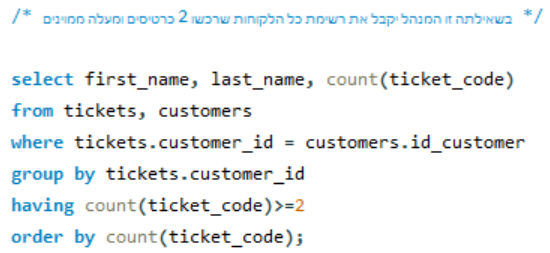 /* בשאילתה זו המנהל יקבל את רשימת כל הלקוחות שרכשו 2 כרטיסים ומעלה ממוינים */
select first_name, last_name, count(ticket_code)
from tickets, customers
where tickets.customer_id = customers.id_customer
group by tickets.customer_id
having count(ticket_code)>=2
order by count(ticket_code);